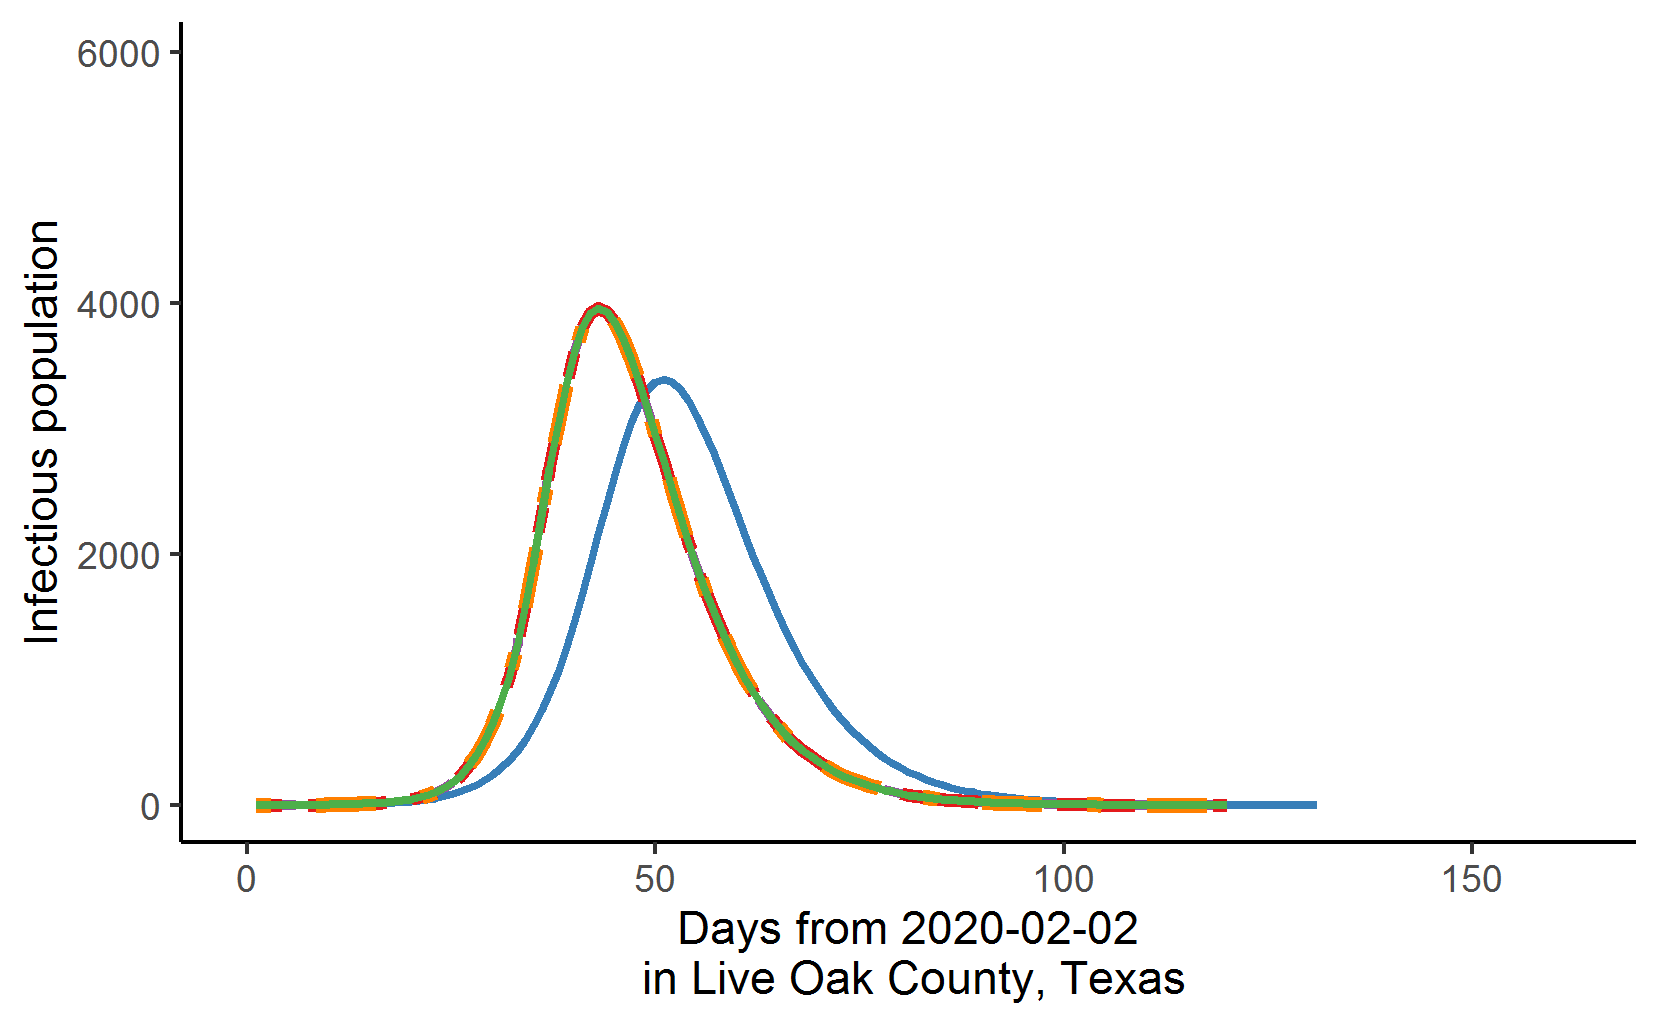 Infectious population
6000
4000
2000
0
0 50 100 150
Days from 2020-02-02
in Live Oak County, Texas